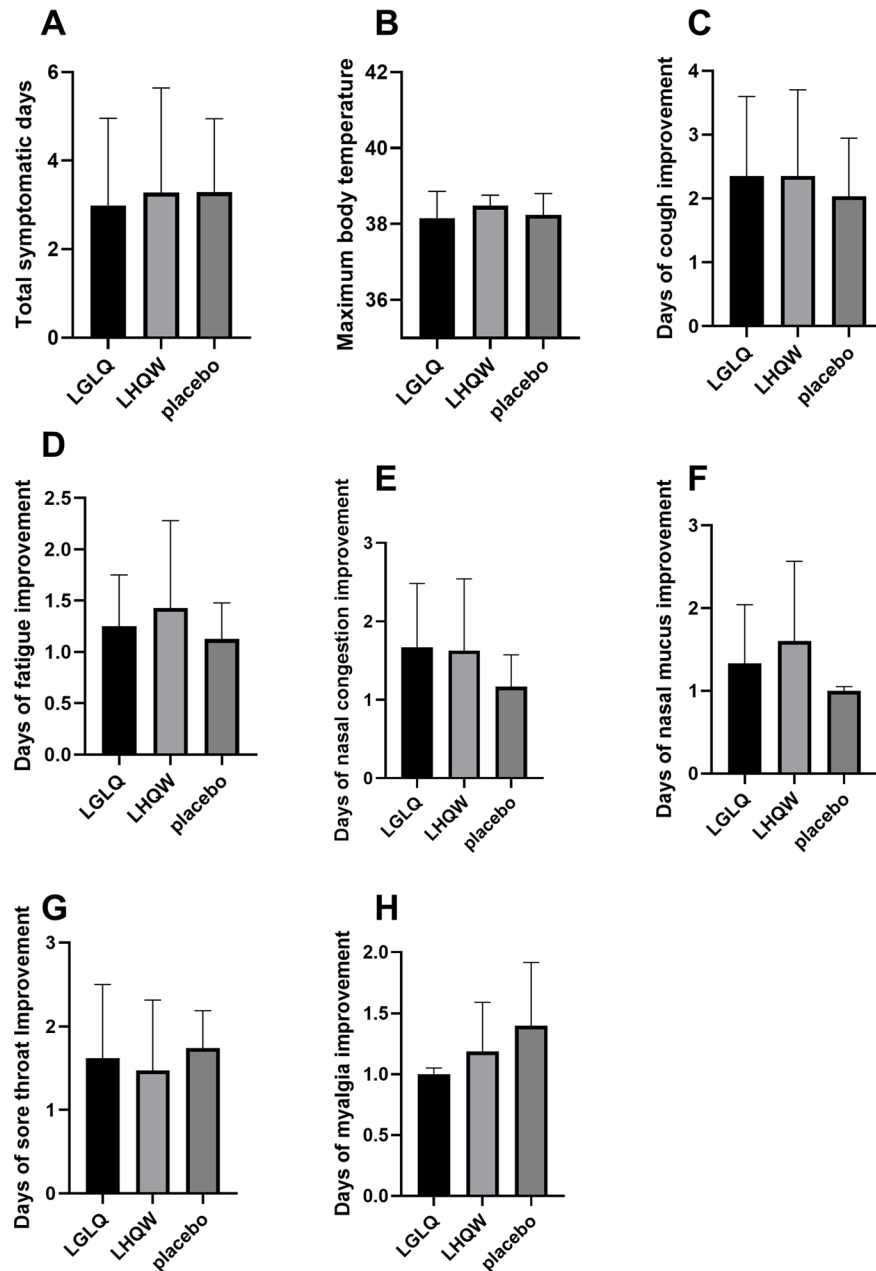 A
Total symptomatic days
6
4
2
0
LGLQ
LHQW
placebo
B
Maximum body temperature
42
40
38
36
LGLQ
LHQW
placebo
C
Days of cough improvement
4
3
2
1
0
LGLQ
LHQW
placebo
D
Days of fatigue improvement
2.5
2.0
1.5
1.0
0.5
0.0
LGLQ
LHQW
placebo
E
Days of nasal congestion improvement
3
2
1
0
LGLQ
LHQW
placebo
F
Days of nasal mucus improvement
3
2
1
0
LGLQ
LHQW
placebo
G
Days of sore throat Improvement
3
2
1
0
LGLQ
LHQW
placebo
H
Days of myalgia improvement
2.0
1.5
1.0
0.5
0.0
LGLQ
LHQW
placebo